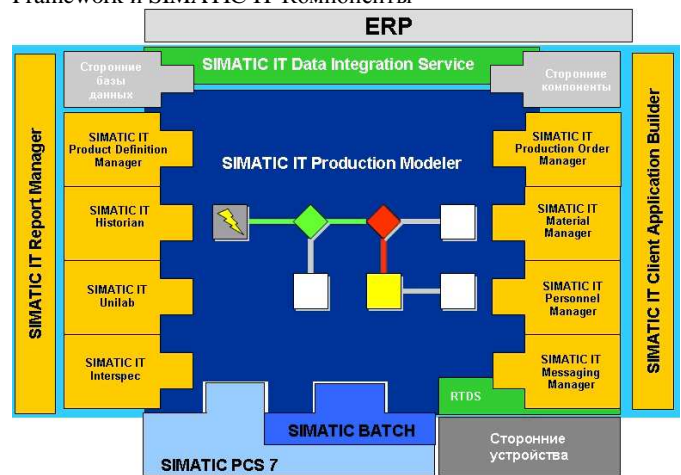 Framework и SIMATIC IT Компоненты
ERP
SIMATIC IT Data Integration Service
Сторонние
базы
данных
Сторонние
компоненты
SIMATIC IT Report Manager
SIMATIC IT Client Application Builder
SIMATIC IT
Product Definition
Manager
SIMATIC IT
Historian
SIMATIC IT
Unilab
SIMATIC IT
Interspec
SIMATIC IT Production Modeler
SIMATIC IT
Production Order
Manager
SIMATIC IT
Material
Manager
SIMATIC IT
Personnel
Manager
SIMATIC IT
Messaging
Manager
RTDS
SIMATIC BATCH
SIMATIC PCS 7
Сторонние
устройства